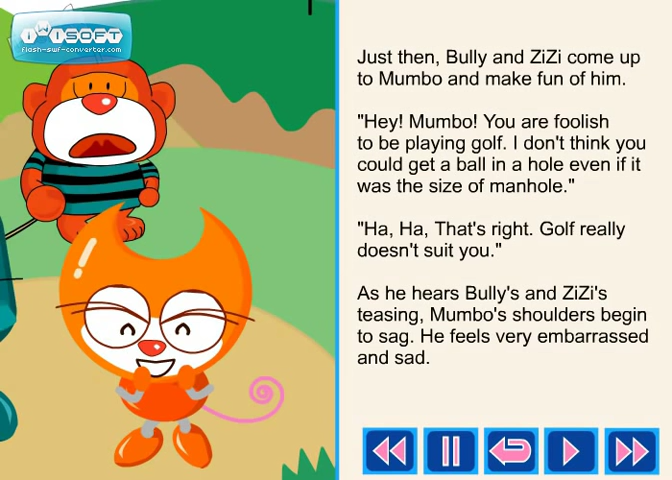 iWiSOFT
flash-swf-converter.com
Just then, Bully and ZiZi come up
to Mumbo and make fun of him.
"Hey! Mumbo! You are foolish
to be playing golf. I don't think you
could get a ball in a hole even if it
was the size of manhole."
"Ha, Ha, That's right. Golf really
doesn't suit you."
As he hears Bully's and ZiZi's
teasing, Mumbo's shoulders begin
to sag. He feels very embarrassed
and sad.